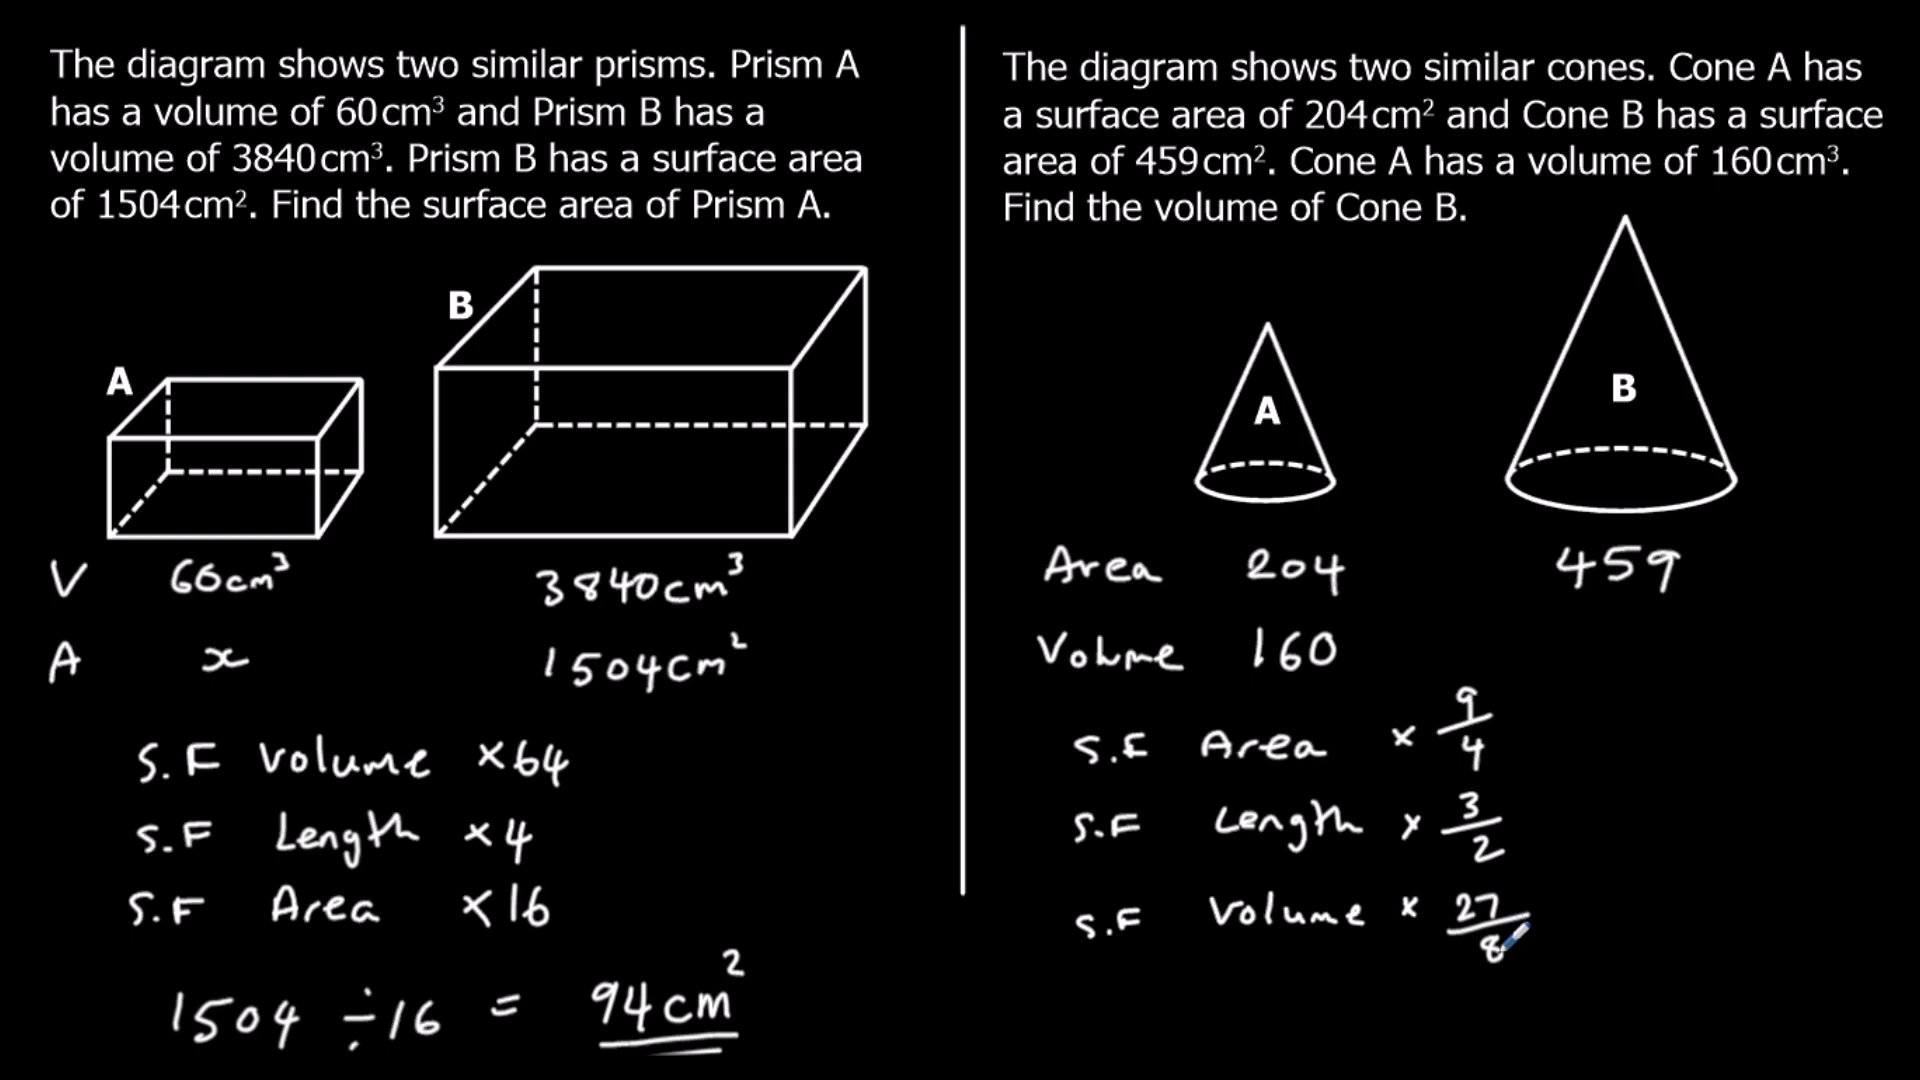 The diagram shows two similar prisms. Prism A
has a volume of 60cm³ and Prism B has a
volume of 3840cm³. Prism B has a surface area
of 1504cm². Find the surface area of Prism A.
A
B
V 60cm³ 3840cm³
A x 1504cm²
S.F Volume ×64
S.F Length ×4
S.F Area ×16
1504 ÷16 = 94cm²
The diagram shows two similar cones. Cone A has
a surface area of 204cm² and Cone B has a surface
area of 459cm². Cone A has a volume of 160cm³.
Find the volume of Cone B.
A
B
Area 204 459
Volume 160
S.F Area × 9/4
S.F Length × 3/2
S.F Volume × 27/8